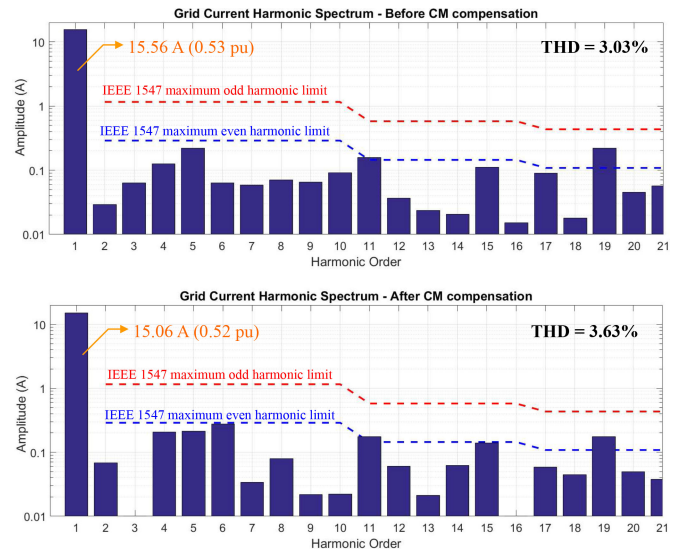 Grid Current Harmonic Spectrum - Before CM compensation
10
1
0.1
0.01
Amplitude (A)
15.56 A (0.53 pu)
THD = 3.03%
IEEE 1547 maximum odd harmonic limit
IEEE 1547 maximum even harmonic limit
1 2 3 4 5 6 7 8 9 10 11 12 13 14 15 16 17 18 19 20 21
Harmonic Order
Grid Current Harmonic Spectrum - After CM compensation
10
1
0.1
0.01
Amplitude (A)
15.06 A (0.52 pu)
THD = 3.63%
IEEE 1547 maximum odd harmonic limit
IEEE 1547 maximum even harmonic limit
1 2 3 4 5 6 7 8 9 10 11 12 13 14 15 16 17 18 19 20 21
Harmonic Order